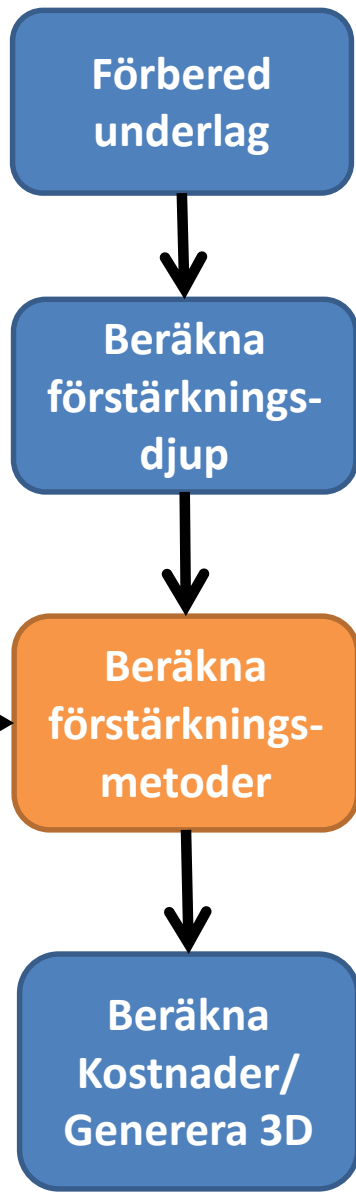 Förbered
underlag
Beräkna
förstärknings-
djup
Beräkna
förstärknings-
metoder
Beräkna
Kostnader/
Generera 3D